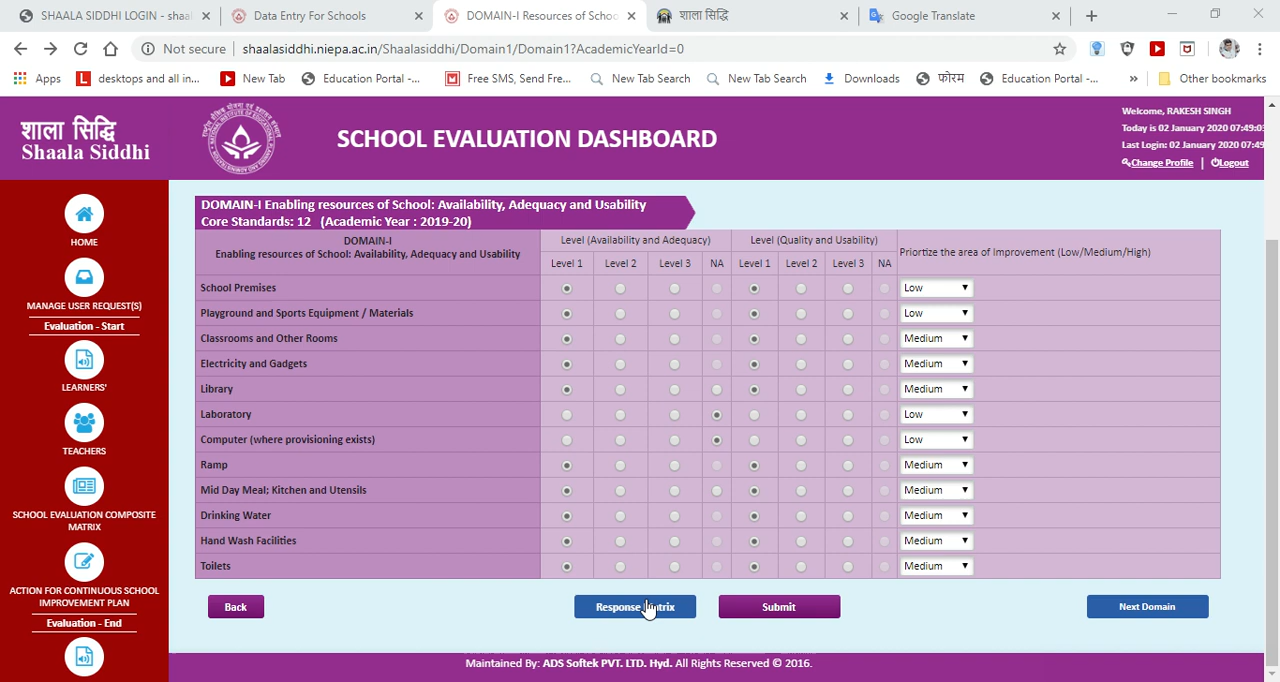 SHAALA SIDDHI LOGIN - shaal
Data Entry For Schools
DOMAIN-I Resources of Schoo
शाला सिद्धि
Google Translate
Not secure
shaalasiddhi.niepa.ac.in/Shaalasiddhi/Domain1/Domain1?AcademicYearId=0
Apps
desktops and all in...
New Tab
Education Portal -...
Free SMS, Send Fre...
New Tab Search
New Tab Search
Downloads
फ़ोरम
Education Portal -...
»
Other bookmarks
शाला सिद्धि
Shaala Siddhi
SCHOOL EVALUATION DASHBOARD
Welcome, RAKESH SINGH
Today is 02 January 2020 07:49:03
Last Login: 02 January 2020 07:49
Change Profile | Logout
HOME
MANAGE USER REQUEST(S)
Evaluation - Start
LEARNERS'
TEACHERS
SCHOOL EVALUATION COMPOSITE
MATRIX
ACTION FOR CONTINUOUS SCHOOL
IMPROVEMENT PLAN
Evaluation - End
DOMAIN-I Enabling resources of School: Availability, Adequacy and Usability
Core Standards: 12 (Academic Year : 2019-20)
DOMAIN-I
Enabling resources of School: Availability, Adequacy and Usability
Level (Availability and Adequacy)
Level (Quality and Usability)
Prioritize the area of Improvement (Low/Medium/High)
Level 1 Level 2 Level 3 NA Level 1 Level 2 Level 3 NA
School Premises Low
Playground and Sports Equipment / Materials Low
Classrooms and Other Rooms Medium
Electricity and Gadgets Medium
Library Medium
Laboratory Low
Computer (where provisioning exists) Low
Ramp Medium
Mid Day Meal; Kitchen and Utensils Medium
Drinking Water Medium
Hand Wash Facilities Medium
Toilets Medium
Back
Response Matrix
Submit
Next Domain
Maintained By: ADS Softek PVT. LTD. Hyd. All Rights Reserved © 2016.